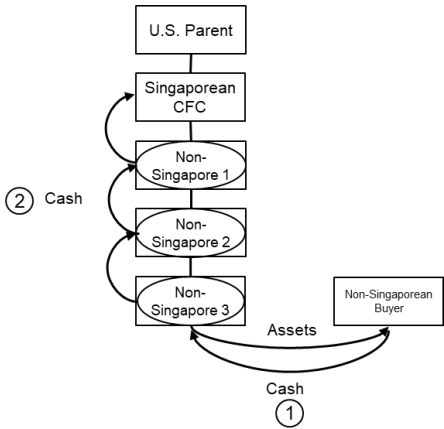 U.S. Parent
Singaporean
CFC
Non-
Singapore 1
② Cash
Non-
Singapore 2
Non-
Singapore 3
Non-Singaporean
Buyer
Assets
Cash
①